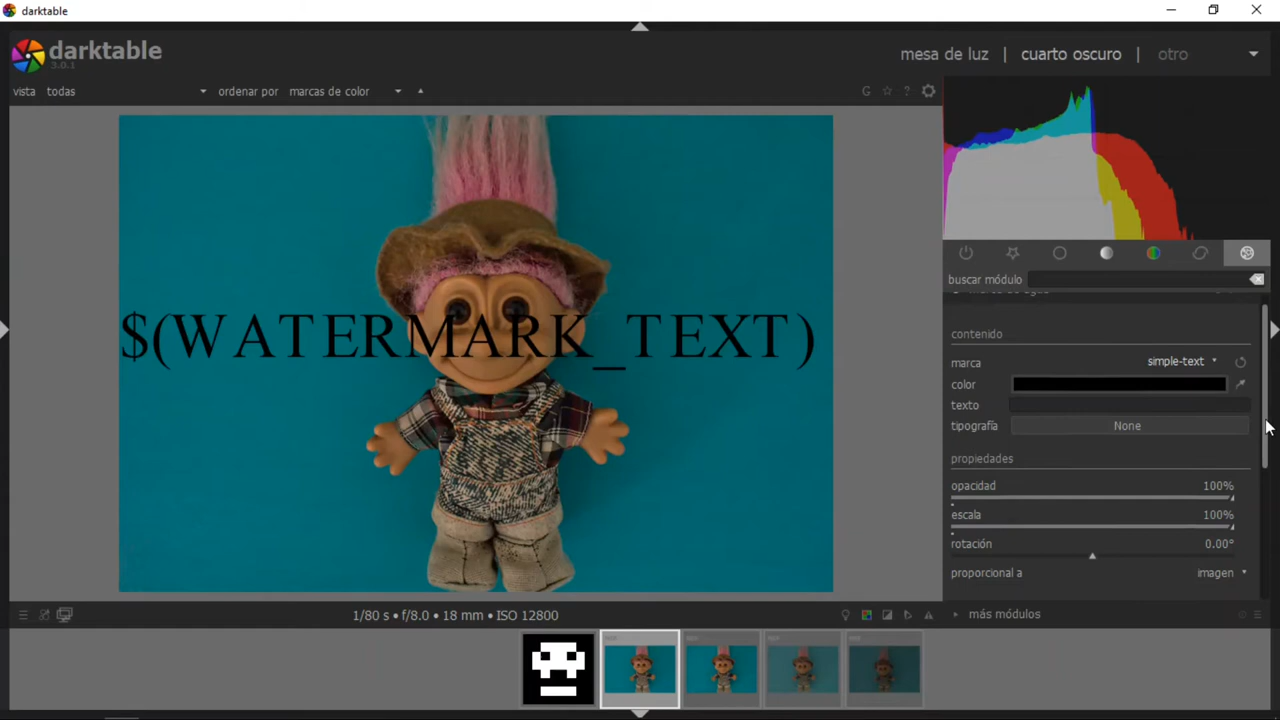 darktable
darktable
3.0.1
mesa de luz | cuarto oscuro | otro
vista todas ordenar por marcas de color G ? 
buscar módulo
contenido
marca simple-text
color
texto
tipografía None
propiedades
opacidad 100%
escala 100%
rotación 0.00°
proporcional a imagen
$(WATERMARK_TEXT)
1/80 s • f/8.0 • 18 mm • ISO 12800
más módulos